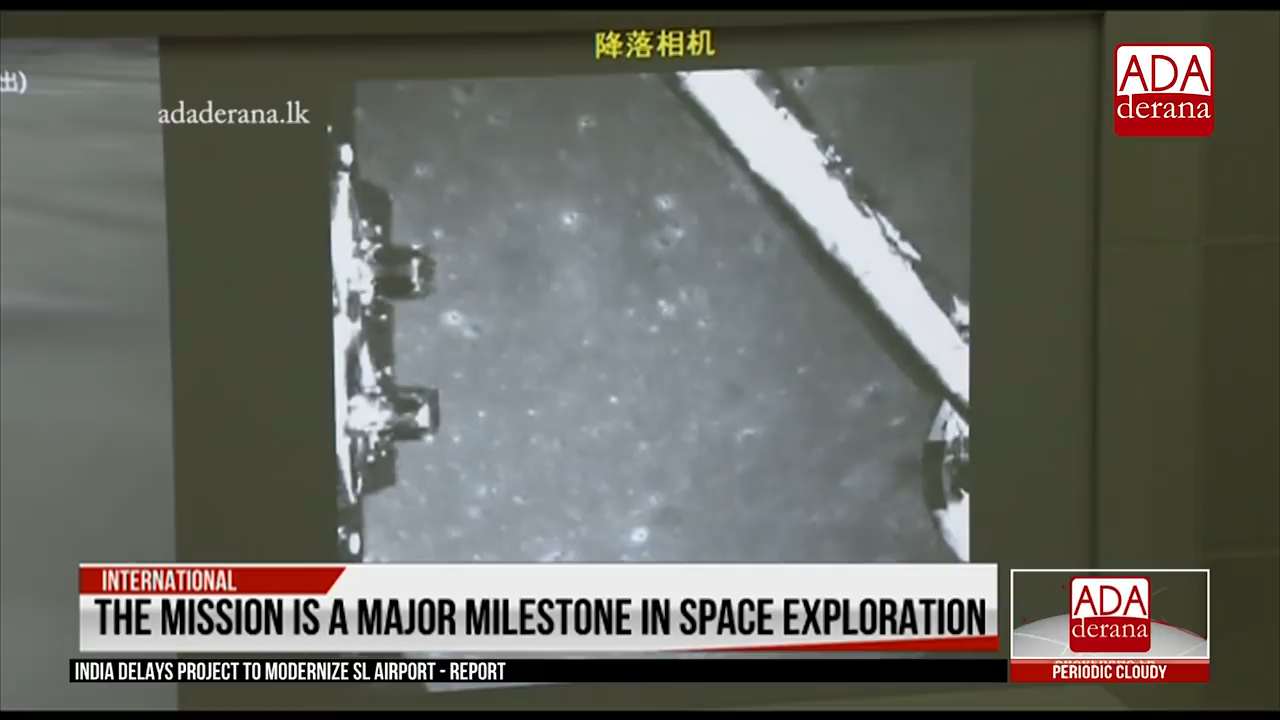 降落相机
出)
adaderana.lk
ADA
derana
INTERNATIONAL
THE MISSION IS A MAJOR MILESTONE IN SPACE EXPLORATION
ADA
derana
INDIA DELAYS PROJECT TO MODERNIZE SL AIRPORT - REPORT
PERIODIC CLOUDY